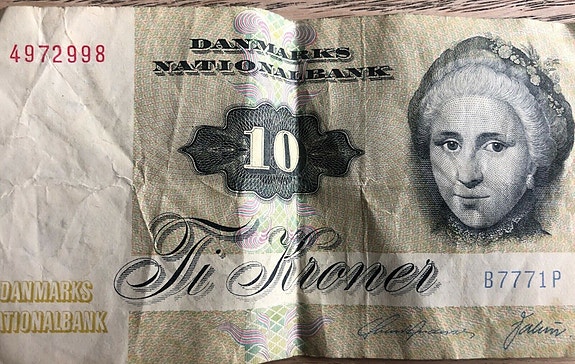 4972998
DANMARKS
NATIONALBANK
10
Ti Kroner
B7771P
DANMARKS
NATIONALBANK